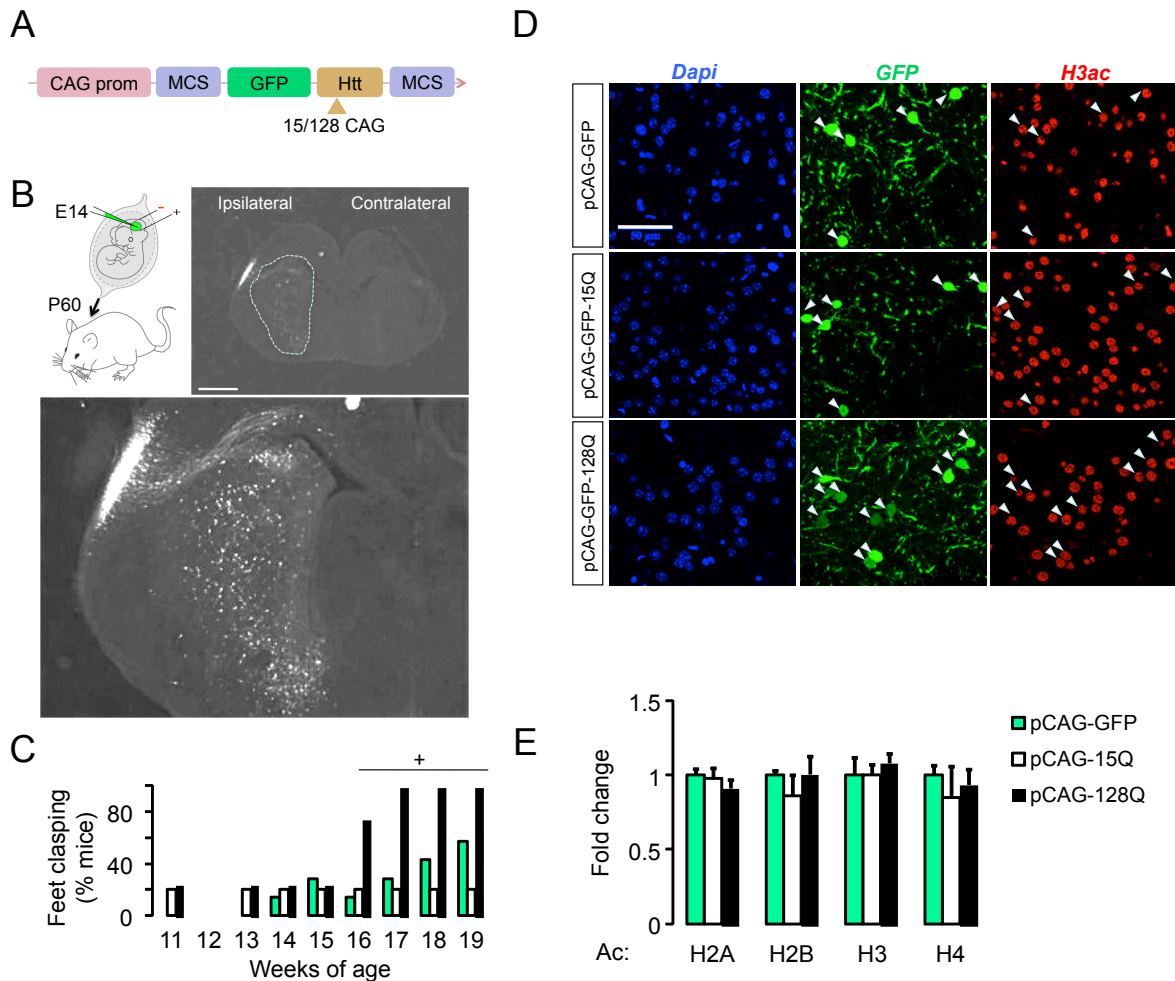 A
CAG prom MCS GFP Htt MCS
15/128 CAG
B
E14
- +
P60
Ipsilateral Contralateral
C
Feet clasping
(% mice)
80
40
0
+
11 12 13 14 15 16 17 18 19
Weeks of age
D
Dapi GFP H3ac
pCAG-GFP
50 µm
pCAG-GFP-15Q
pCAG-GFP-128Q
E
Fold change
1.5
1
0.5
0
Ac: H2A H2B H3 H4
pCAG-GFP
pCAG-15Q
pCAG-128Q